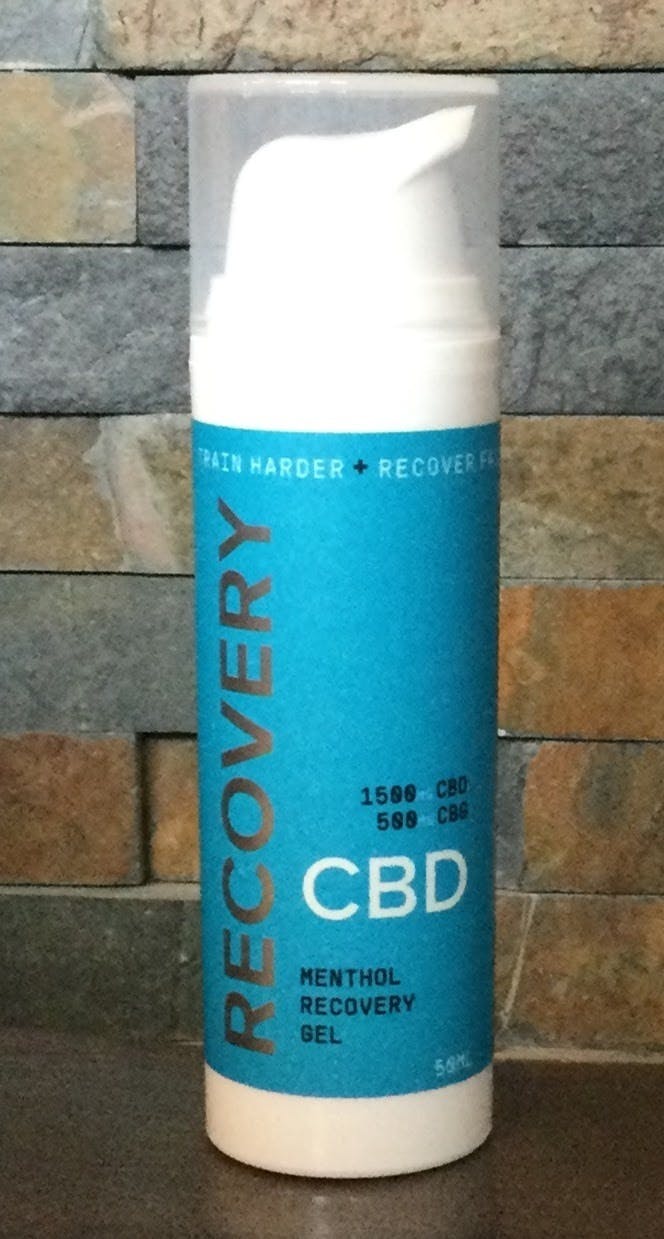 TRAIN HARDER + RECOVER
RECOVERY
1500 CBD
500 CBG
CBD
MENTHOL
RECOVERY
GEL
50ML